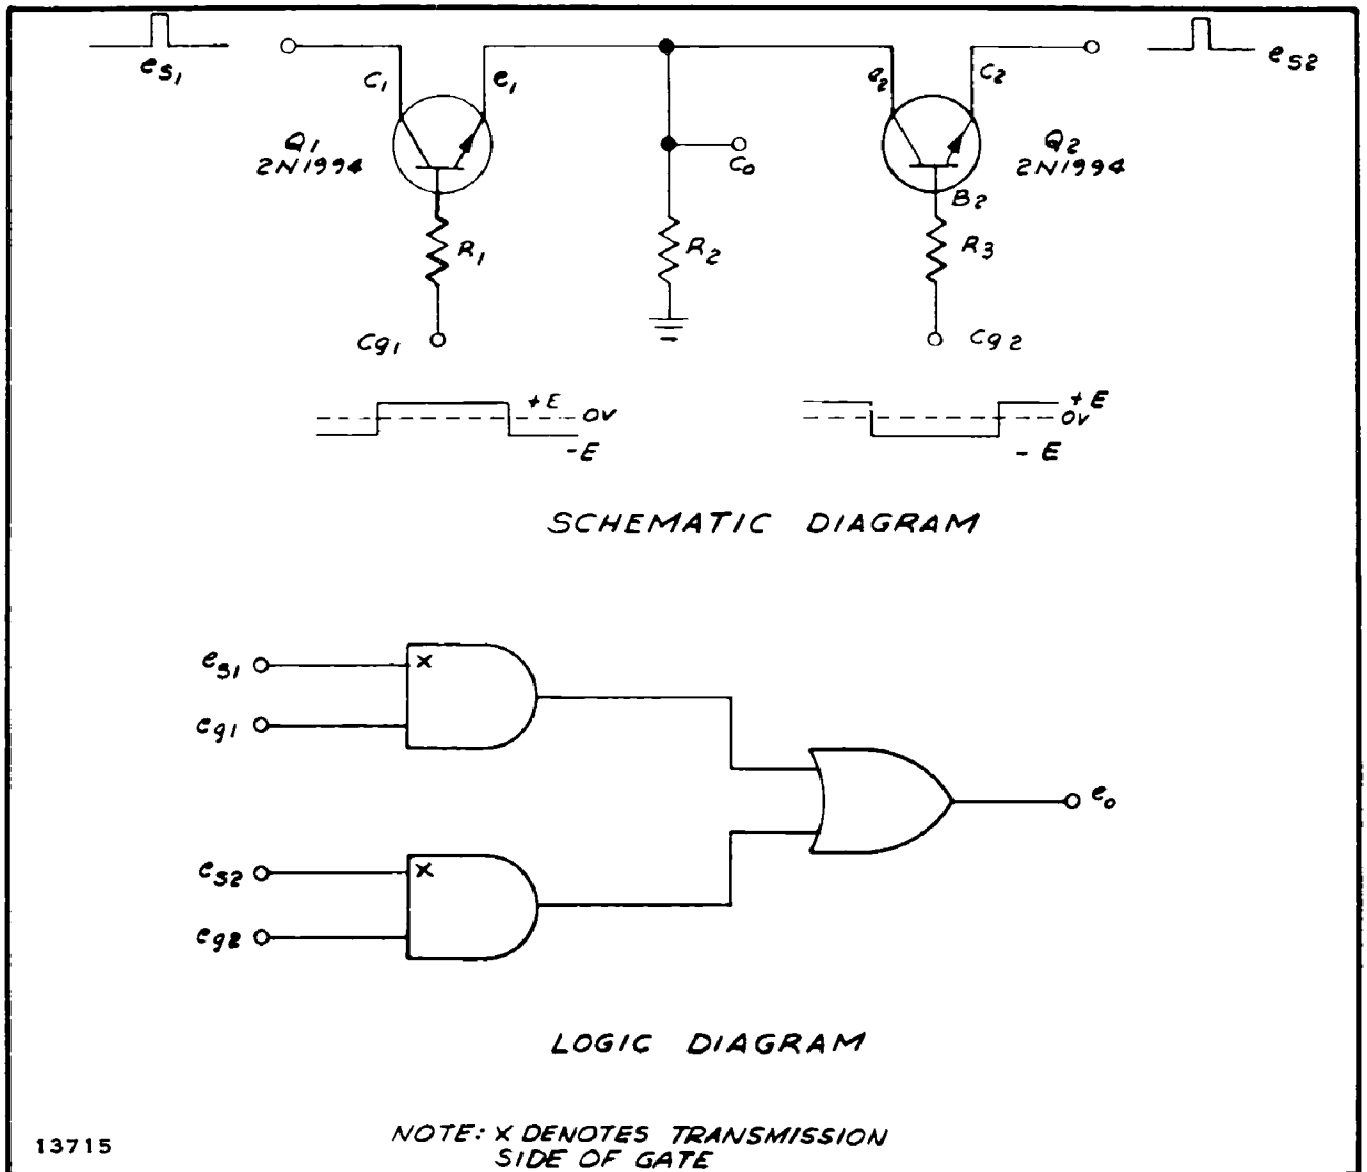 es1
C1
e1
e2
C2
es2
Q1
2N1994
Co
Q2
2N1994
B2
R1
R2
R3
Cg1
Cg2
+E
0V
-E
+E
0V
- E
SCHEMATIC DIAGRAM
es1
eg1
es2
eg2
eo
LOGIC DIAGRAM
NOTE: X DENOTES TRANSMISSION
SIDE OF GATE
13715
X
X